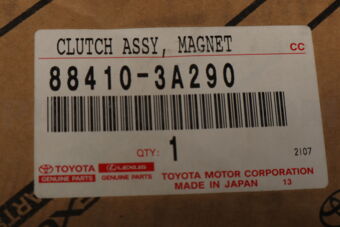 CLUTCH ASSY, MAGNET CC
88410-3A290
QTY: 1 2107
TOYOTA LEXUS TOYOTA MOTOR CORPORATION
GENUINE PARTS GENUINE PARTS MADE IN JAPAN 13